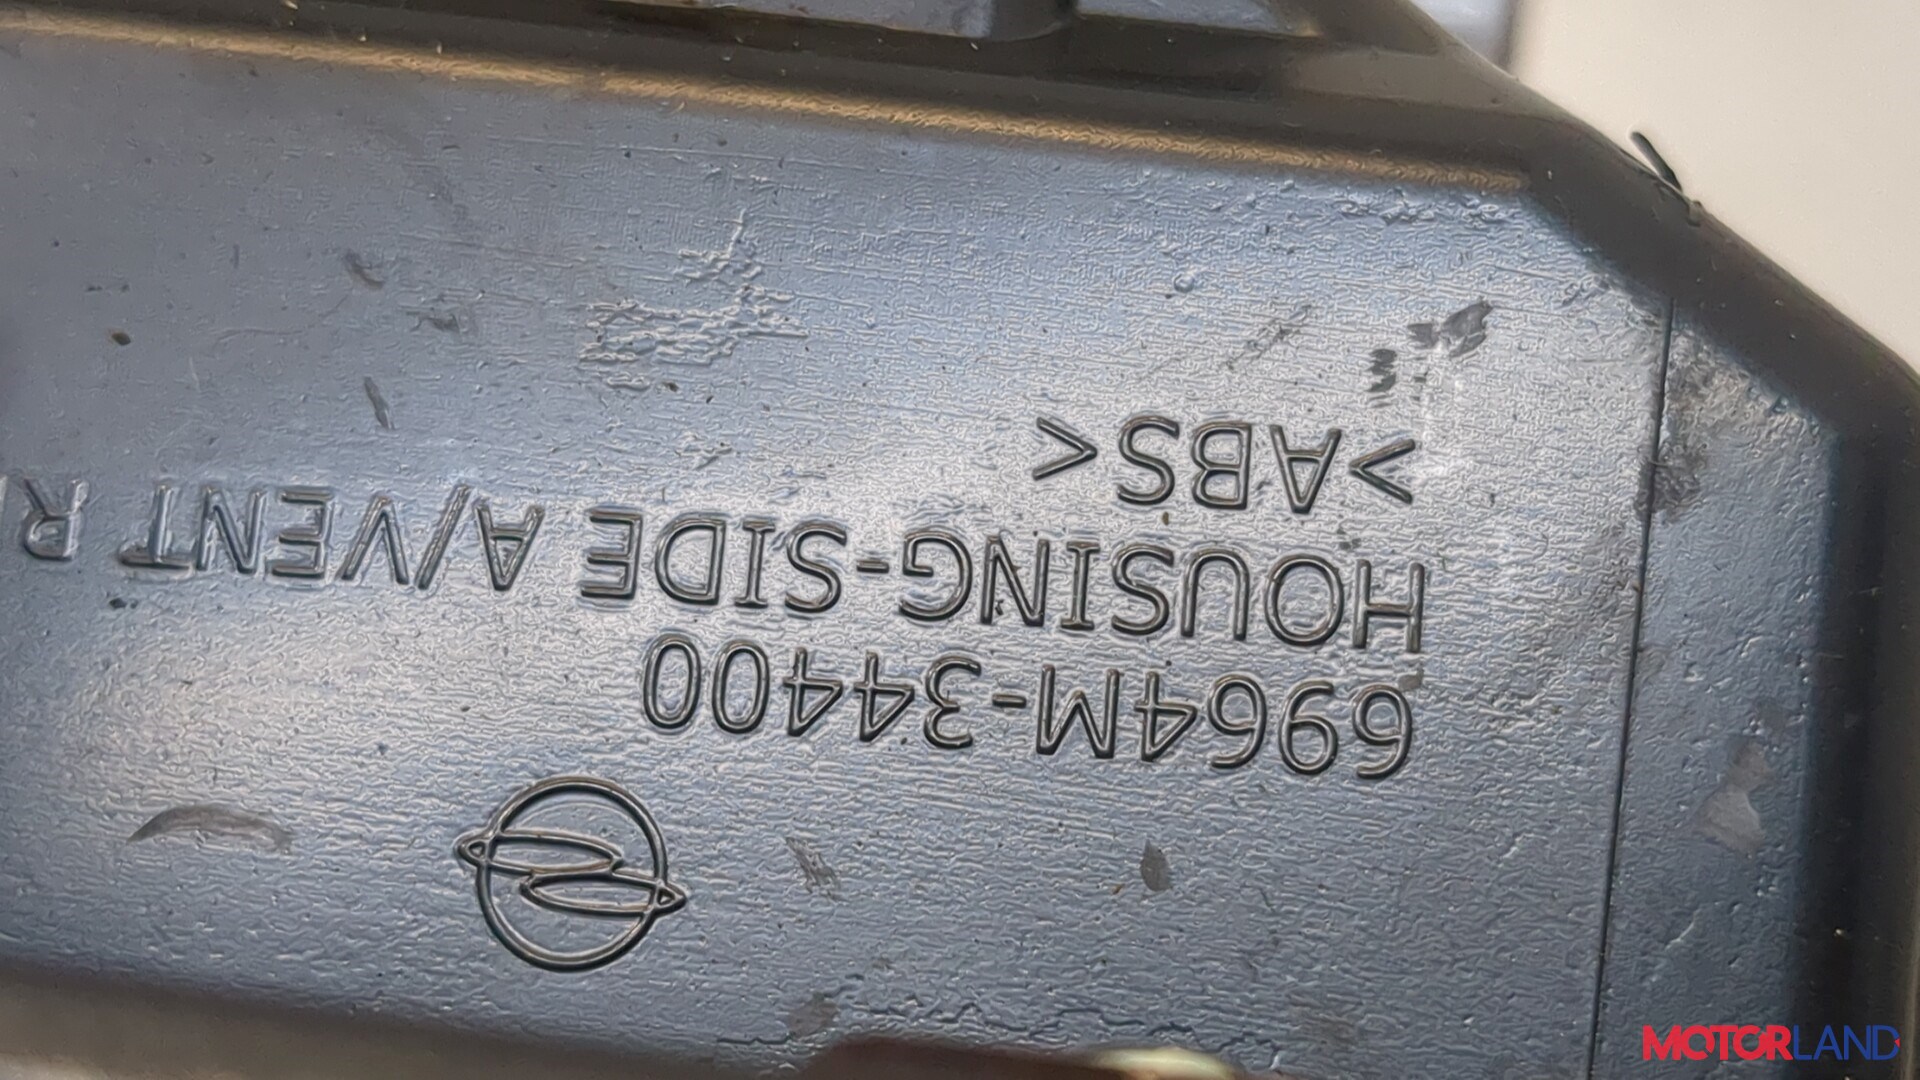 6964M-34400
HOUSING-SIDE A/VENT R
>ABS<
MOTORLAND